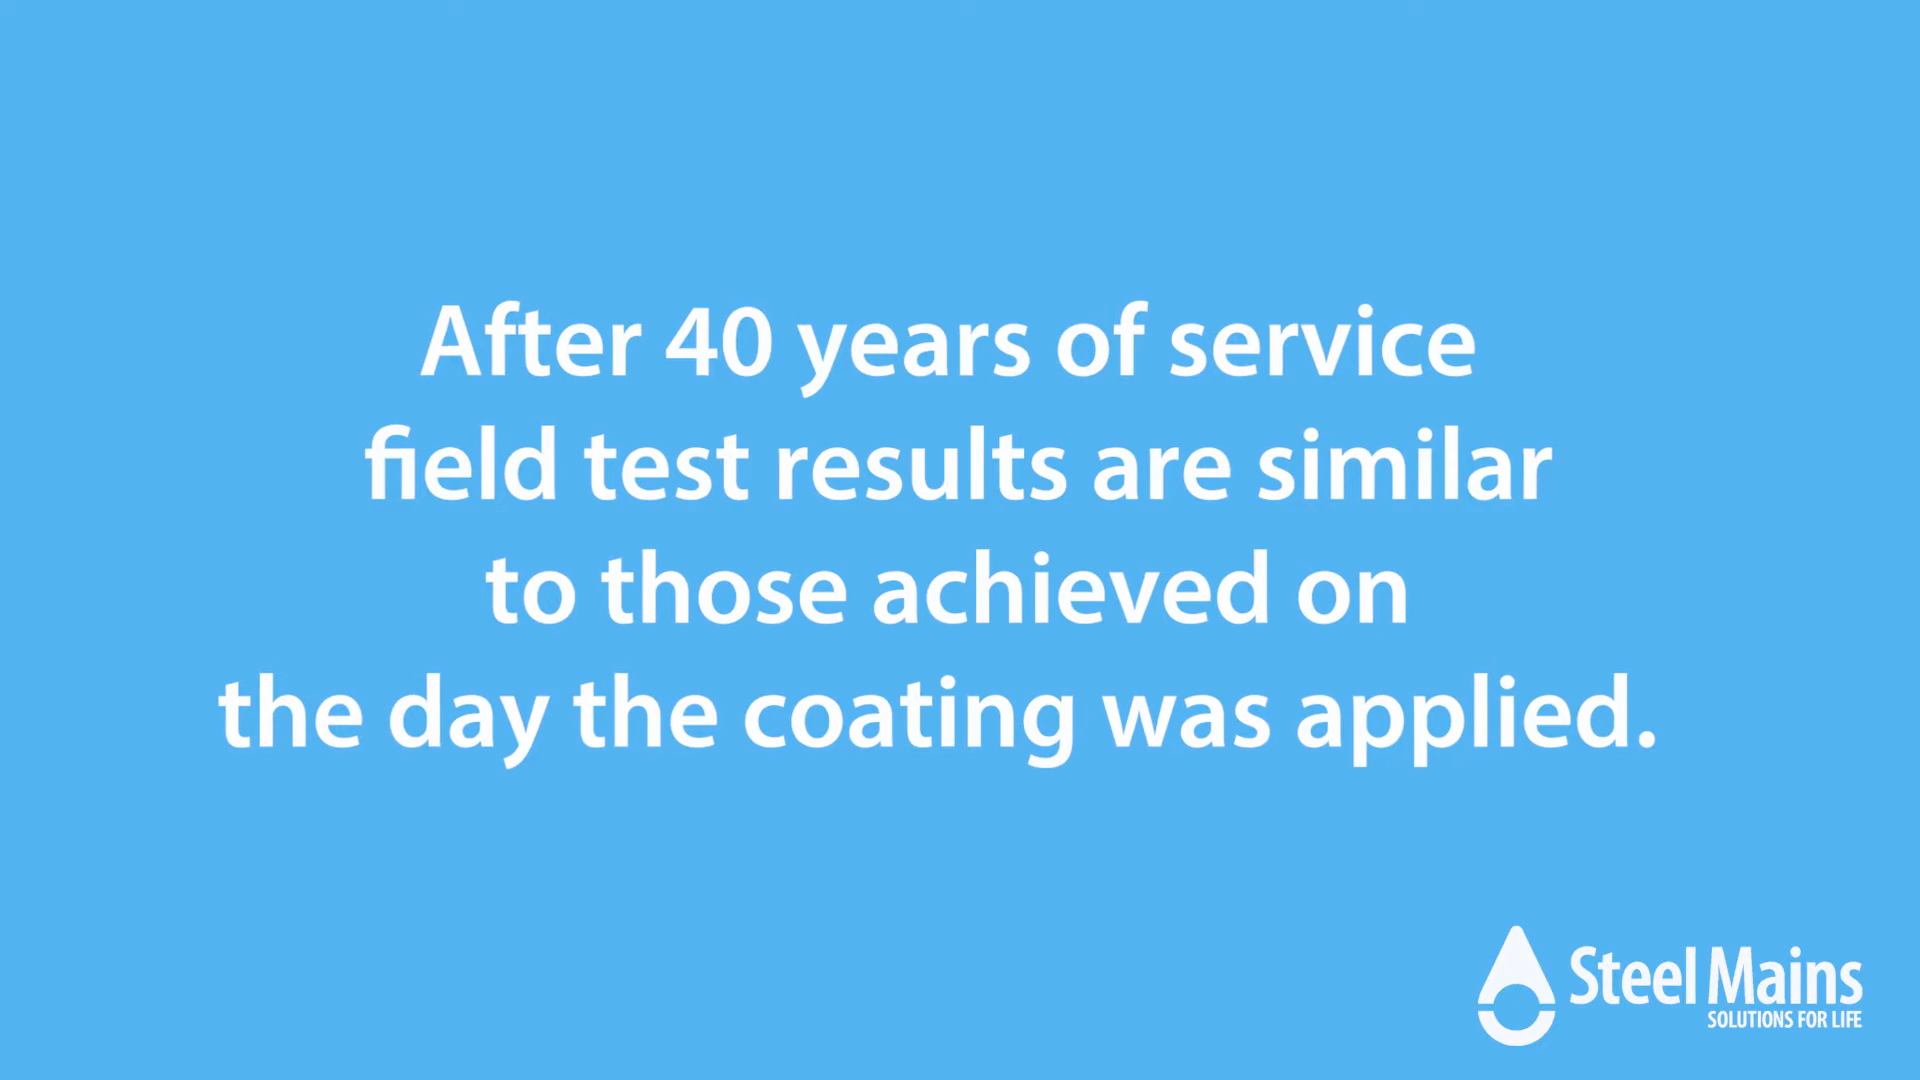 After 40 years of service
field test results are similar
to those achieved on
the day the coating was applied.
Steel Mains
SOLUTIONS FOR LIFE